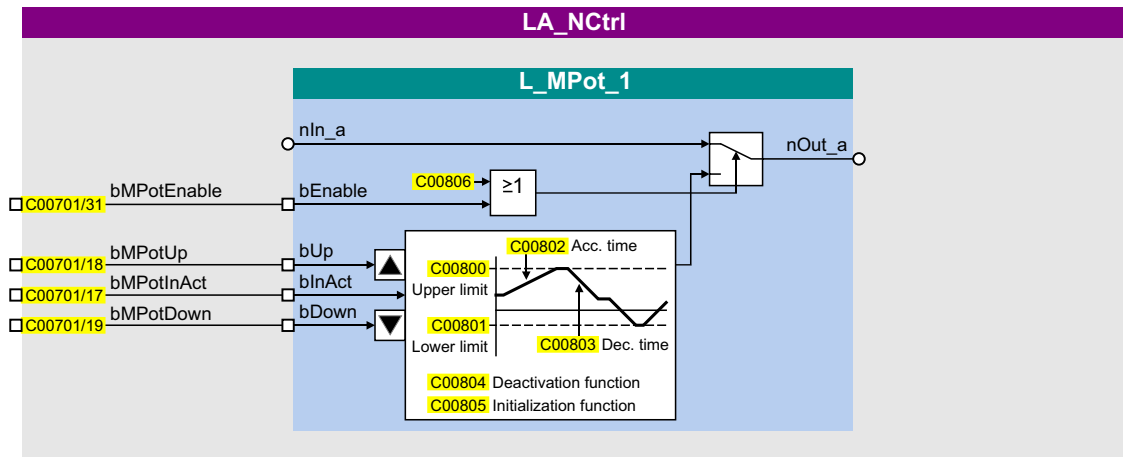 LA_NCtrl
L_MPot_1
nIn_a
nOut_a
C00806
≥1
bMPotEnable
bEnable
C00701/31
C00802 Acc. time
bMPotUp
bUp
C00701/18
C00800
Upper limit
bMPotInAct
bInAct
C00701/17
bMPotDown
bDown
C00701/19
C00801
Lower limit
C00803 Dec. time
C00804 Deactivation function
C00805 Initialization function